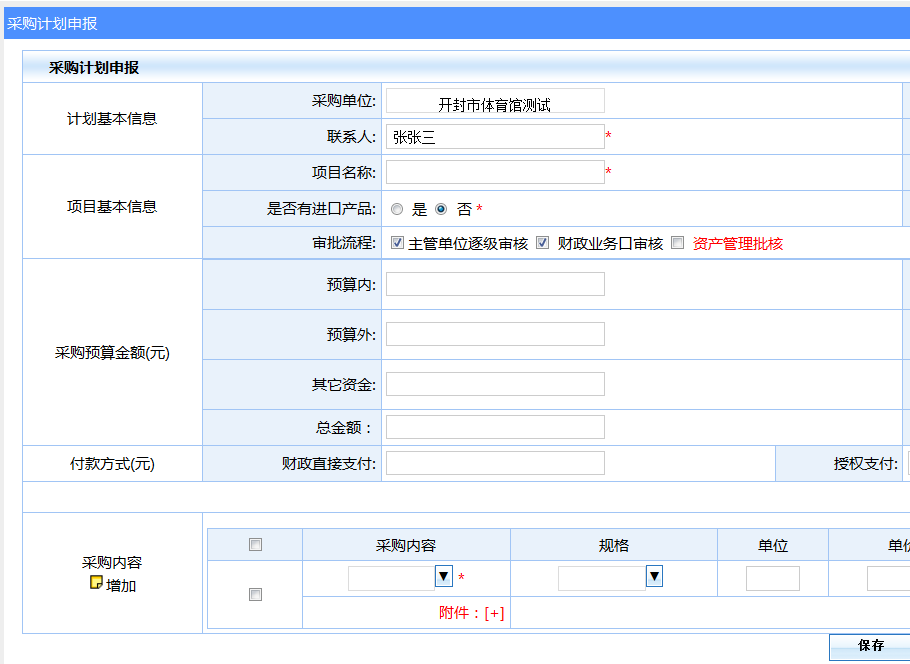 采购计划申报
采购计划申报
计划基本信息
采购单位:
开封市体育馆测试
联系人:
张张三
*
项目基本信息
项目名称:
*
是否有进口产品:
是 否 *
审批流程:
主管单位逐级审核 财政业务口审核 资产管理批核
采购预算金额(元)
预算内:
预算外:
其它资金:
总金额：
付款方式(元)
财政直接支付:
授权支付:
采购内容
增加
采购内容 规格 单位
*
附件：[+]
保存